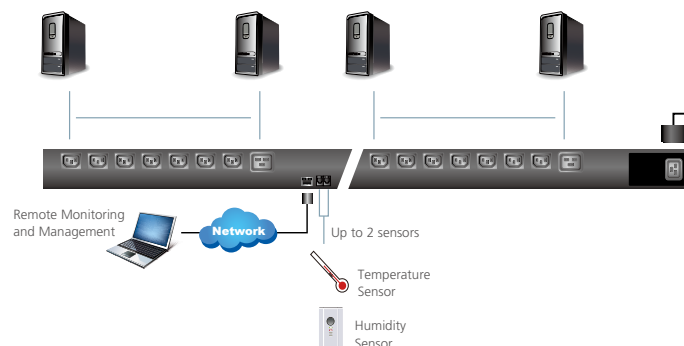 Remote Monitoring
and Management
Network
Up to 2 sensors
Temperature
Sensor
Humidity
Sensor